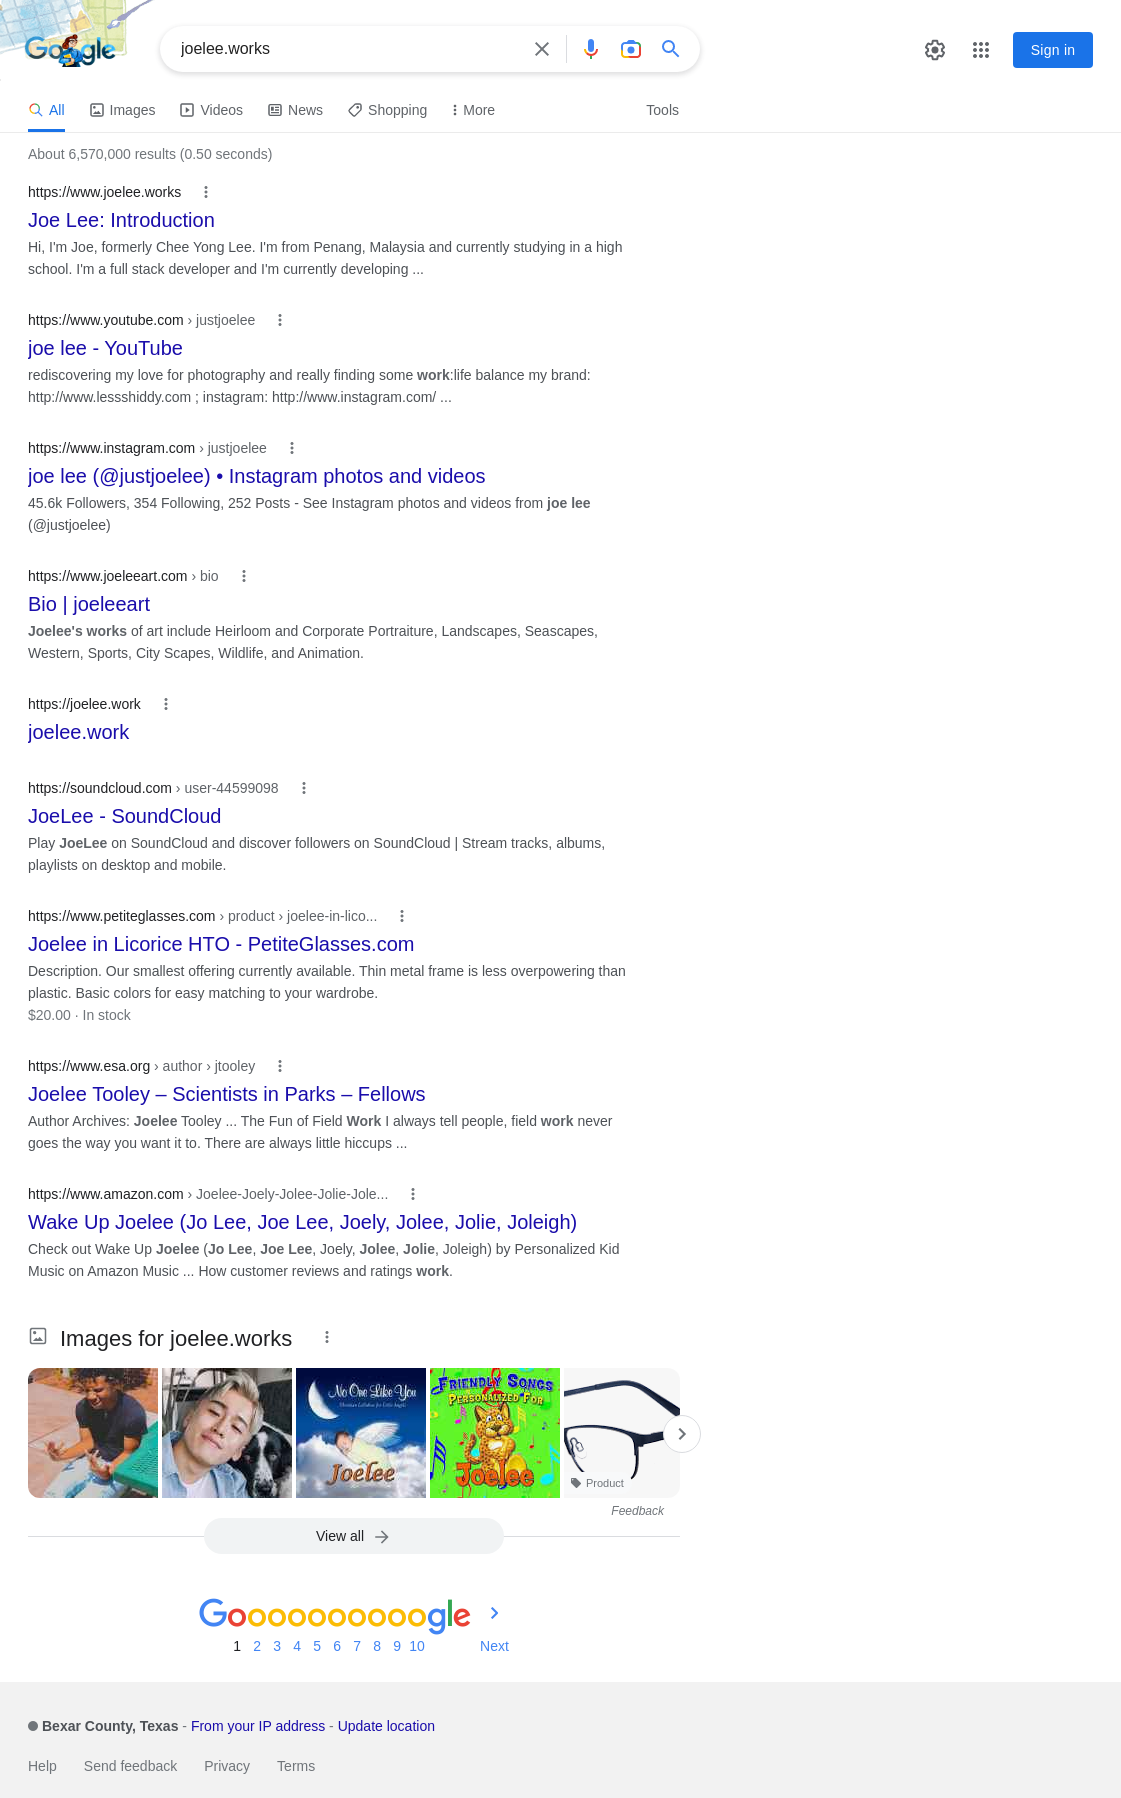 Google
joelee.works
Sign in
All
Images
Videos
News
Shopping
More
Tools
About 6,570,000 results (0.50 seconds)
https://www.joelee.works
Joe Lee: Introduction
Hi, I'm Joe, formerly Chee Yong Lee. I'm from Penang, Malaysia and currently studying in a high
school. I'm a full stack developer and I'm currently developing ...
https://www.youtube.com › justjoelee
joe lee - YouTube
rediscovering my love for photography and really finding some work:life balance my brand:
http://www.lessshiddy.com ; instagram: http://www.instagram.com/ ...
https://www.instagram.com › justjoelee
joe lee (@justjoelee) • Instagram photos and videos
45.6k Followers, 354 Following, 252 Posts - See Instagram photos and videos from joe lee
(@justjoelee)
https://www.joeleeart.com › bio
Bio | joeleeart
Joelee's works of art include Heirloom and Corporate Portraiture, Landscapes, Seascapes,
Western, Sports, City Scapes, Wildlife, and Animation.
https://joelee.work
joelee.work
https://soundcloud.com › user-44599098
JoeLee - SoundCloud
Play JoeLee on SoundCloud and discover followers on SoundCloud | Stream tracks, albums,
playlists on desktop and mobile.
https://www.petiteglasses.com › product › joelee-in-lico...
Joelee in Licorice HTO - PetiteGlasses.com
Description. Our smallest offering currently available. Thin metal frame is less overpowering than
plastic. Basic colors for easy matching to your wardrobe.
$20.00 · In stock
https://www.esa.org › author › jtooley
Joelee Tooley – Scientists in Parks – Fellows
Author Archives: Joelee Tooley ... The Fun of Field Work I always tell people, field work never
goes the way you want it to. There are always little hiccups ...
https://www.amazon.com › Joelee-Joely-Jolee-Jolie-Jole...
Wake Up Joelee (Jo Lee, Joe Lee, Joely, Jolee, Jolie, Joleigh)
Check out Wake Up Joelee (Jo Lee, Joe Lee, Joely, Jolee, Jolie, Joleigh) by Personalized Kid
Music on Amazon Music ... How customer reviews and ratings work.
Images for joelee.works
No One Like You
Christian Lullabies for Little Angels
Joelee
FRIENDLY SONGS
PERSONALIZED FOR
Joelee
Product
Feedback
View all
Goooooooooogle
1 2 3 4 5 6 7 8 9 10 Next
Bexar County, Texas - From your IP address - Update location
Help
Send feedback
Privacy
Terms